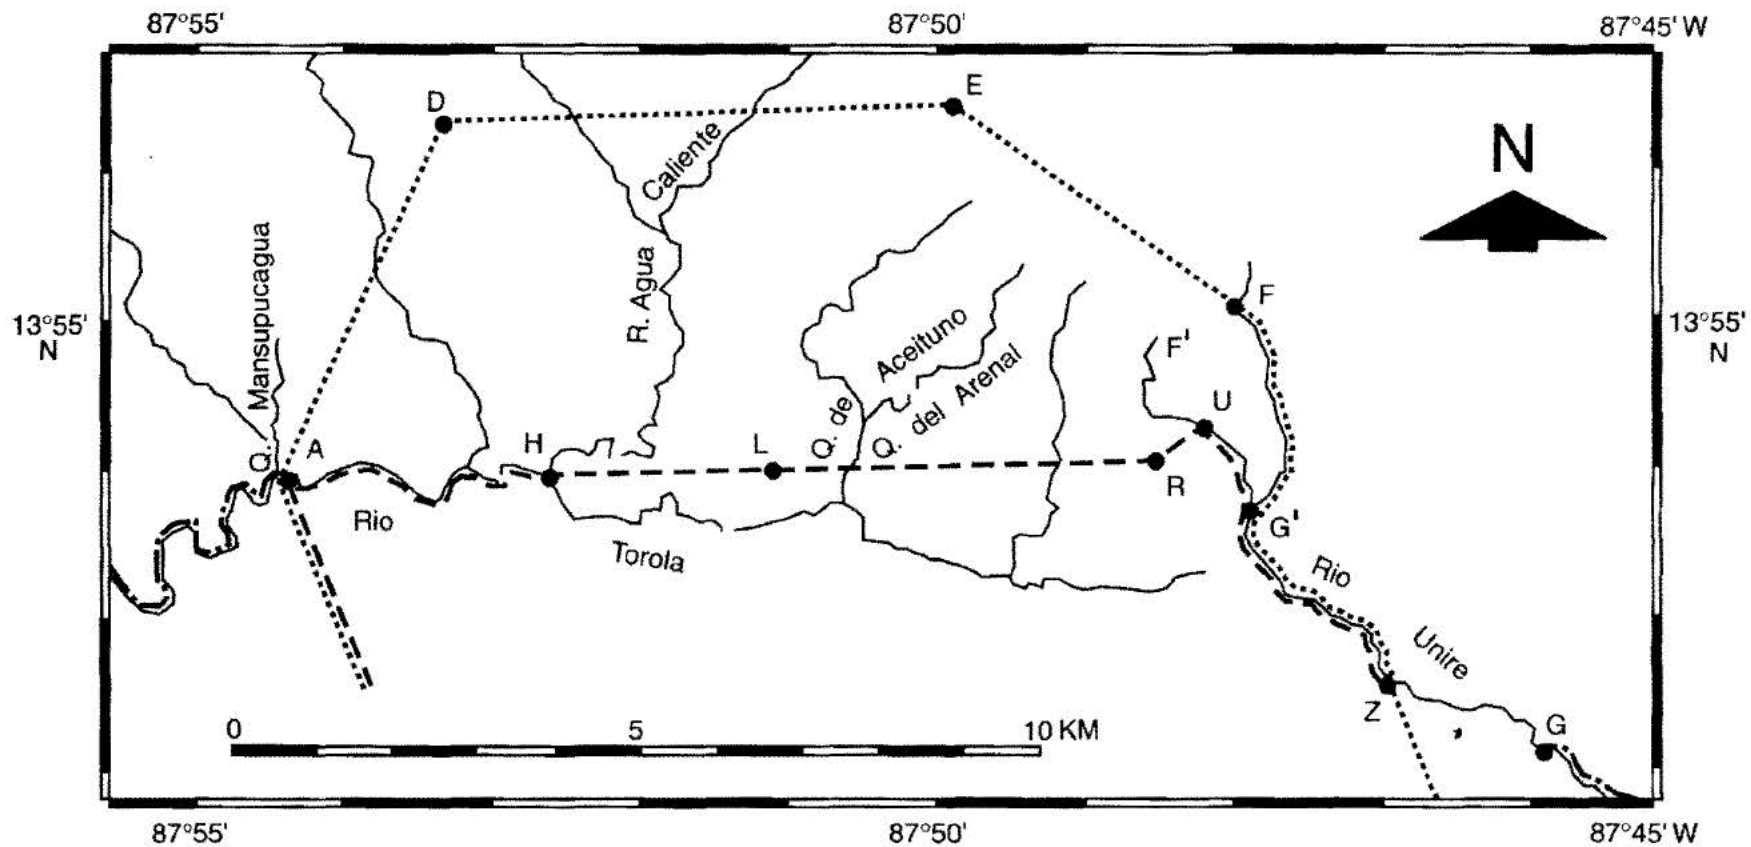 87°55' 87°50' 87°45' W
D
E
N
Caliente
Mansupucagua
Q.
R. Agua
F
13°55'
N
13°55'
N
Aceituno
Q. de
F'
Q. del Arenal
U
A
H
L
R
Rio
Torola
G'
Rio
Unire
Z
G
0 5 10 KM
87°55' 87°50' 87°45' W